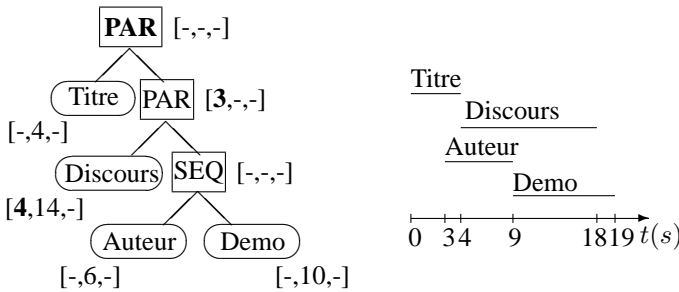 PAR [-,-,-]
Titre PAR [3,-,-]
[-,4,-]
Discours SEQ [-,-,-]
[4,14,-]
Auteur Demo
[-,6,-] [-,10,-]
Titre
Discours
Auteur
Demo
0 3 4 9 18 19 t(s)